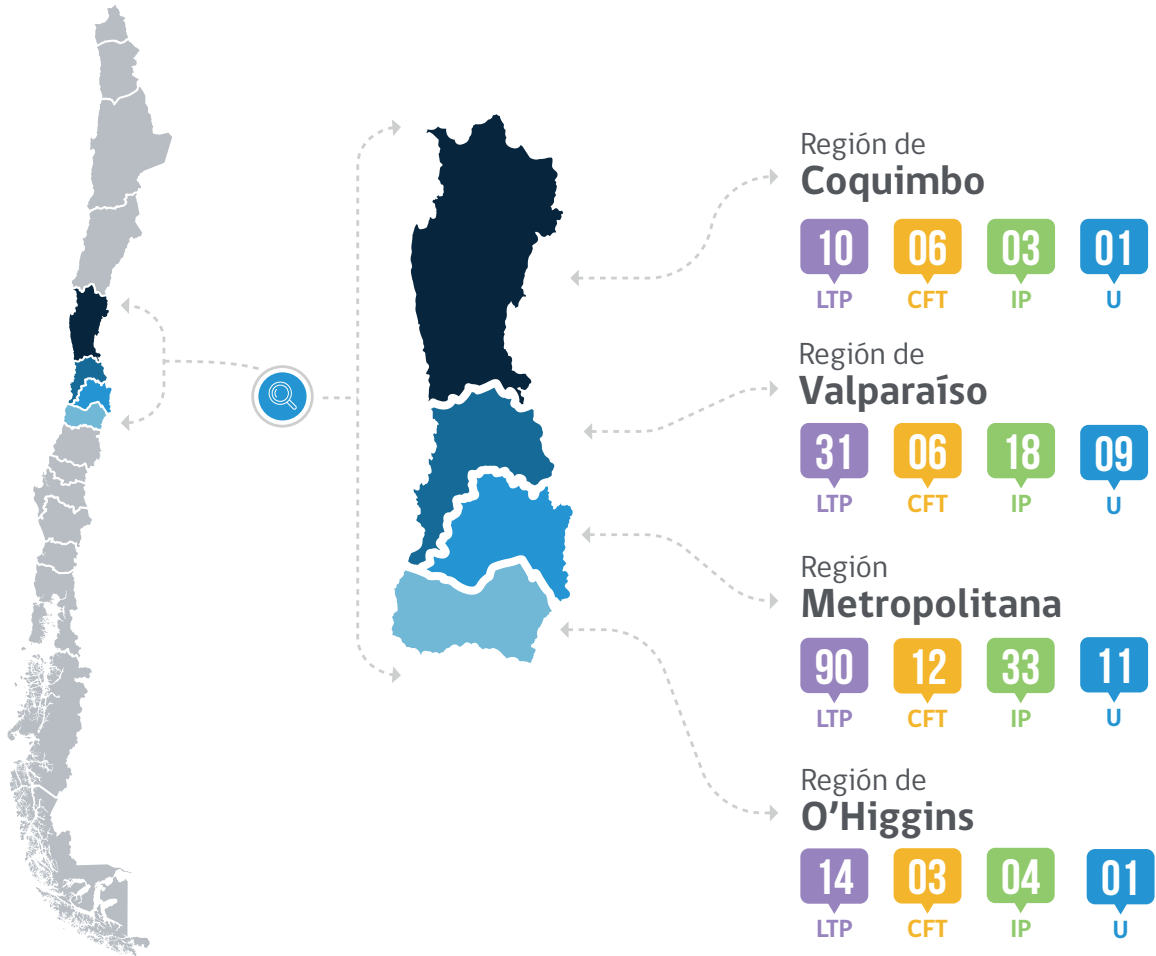 Región de
Coquimbo
10 06 03 01
LTP CFT IP U
Región de
Valparaíso
31 06 18 09
LTP CFT IP U
Región
Metropolitana
90 12 33 11
LTP CFT IP U
Región de
O’Higgins
14 03 04 01
LTP CFT IP U